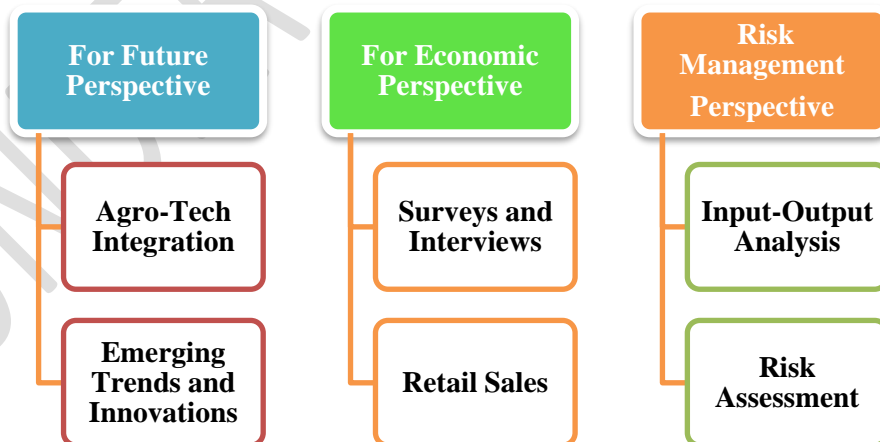 For Future
Perspective
For Economic
Perspective
Risk
Management
Perspective
Agro-Tech
Integration
Surveys and
Interviews
Input-Output
Analysis
Emerging
Trends and
Innovations
Retail Sales
Risk
Assessment